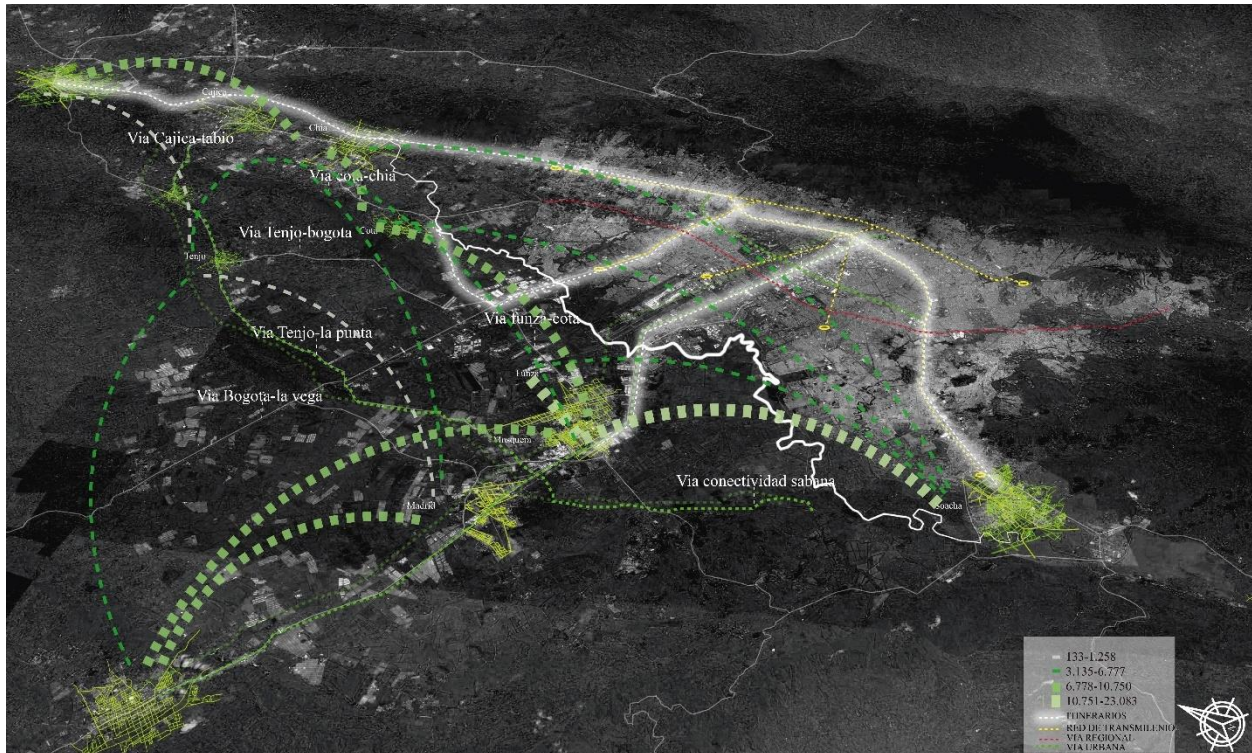 Cajica
Chia
Via Cajica-tabio
Via cota-chia
Cota
Via Tenjo-bogota
Tenjo
Via funza-cota
Via Tenjo-la punta
Funza
Via Bogota-la vega
Mosquera
Via conectividad sabana
Madrid
Soacha
133-1.258
3.135-6.777
6.778-10.750
10.751-23.083
ITINERARIOS
RED DE TRANSMILENIO
VIA REGIONAL
VIA URBANA